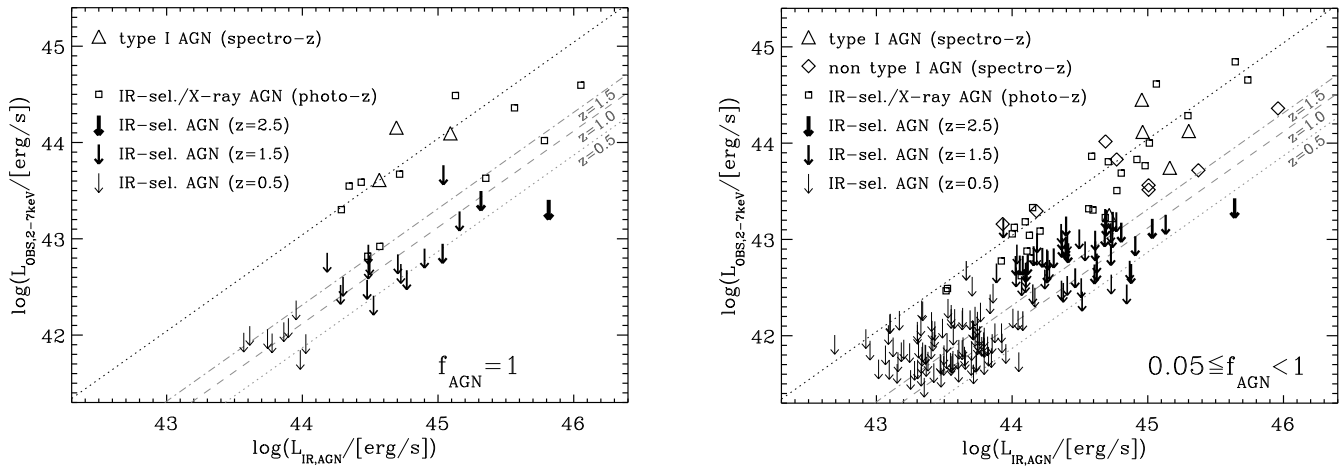 45
44
43
42
log(L_OBS,2-7keV/[erg/s])
type I AGN (spectro-z)
IR-sel./X-ray AGN (photo-z)
IR-sel. AGN (z=2.5)
IR-sel. AGN (z=1.5)
IR-sel. AGN (z=0.5)
z=1.5
z=1.0
z=0.5
f_AGN=1
43
44
45
46
log(L_IR,AGN/[erg/s])
45
44
43
42
log(L_OBS,2-7keV/[erg/s])
type I AGN (spectro-z)
non type I AGN (spectro-z)
IR-sel./X-ray AGN (photo-z)
IR-sel. AGN (z=2.5)
IR-sel. AGN (z=1.5)
IR-sel. AGN (z=0.5)
z=1.5
z=1.0
z=0.5
0.05≦f_AGN<1
43
44
45
46
log(L_IR,AGN/[erg/s])